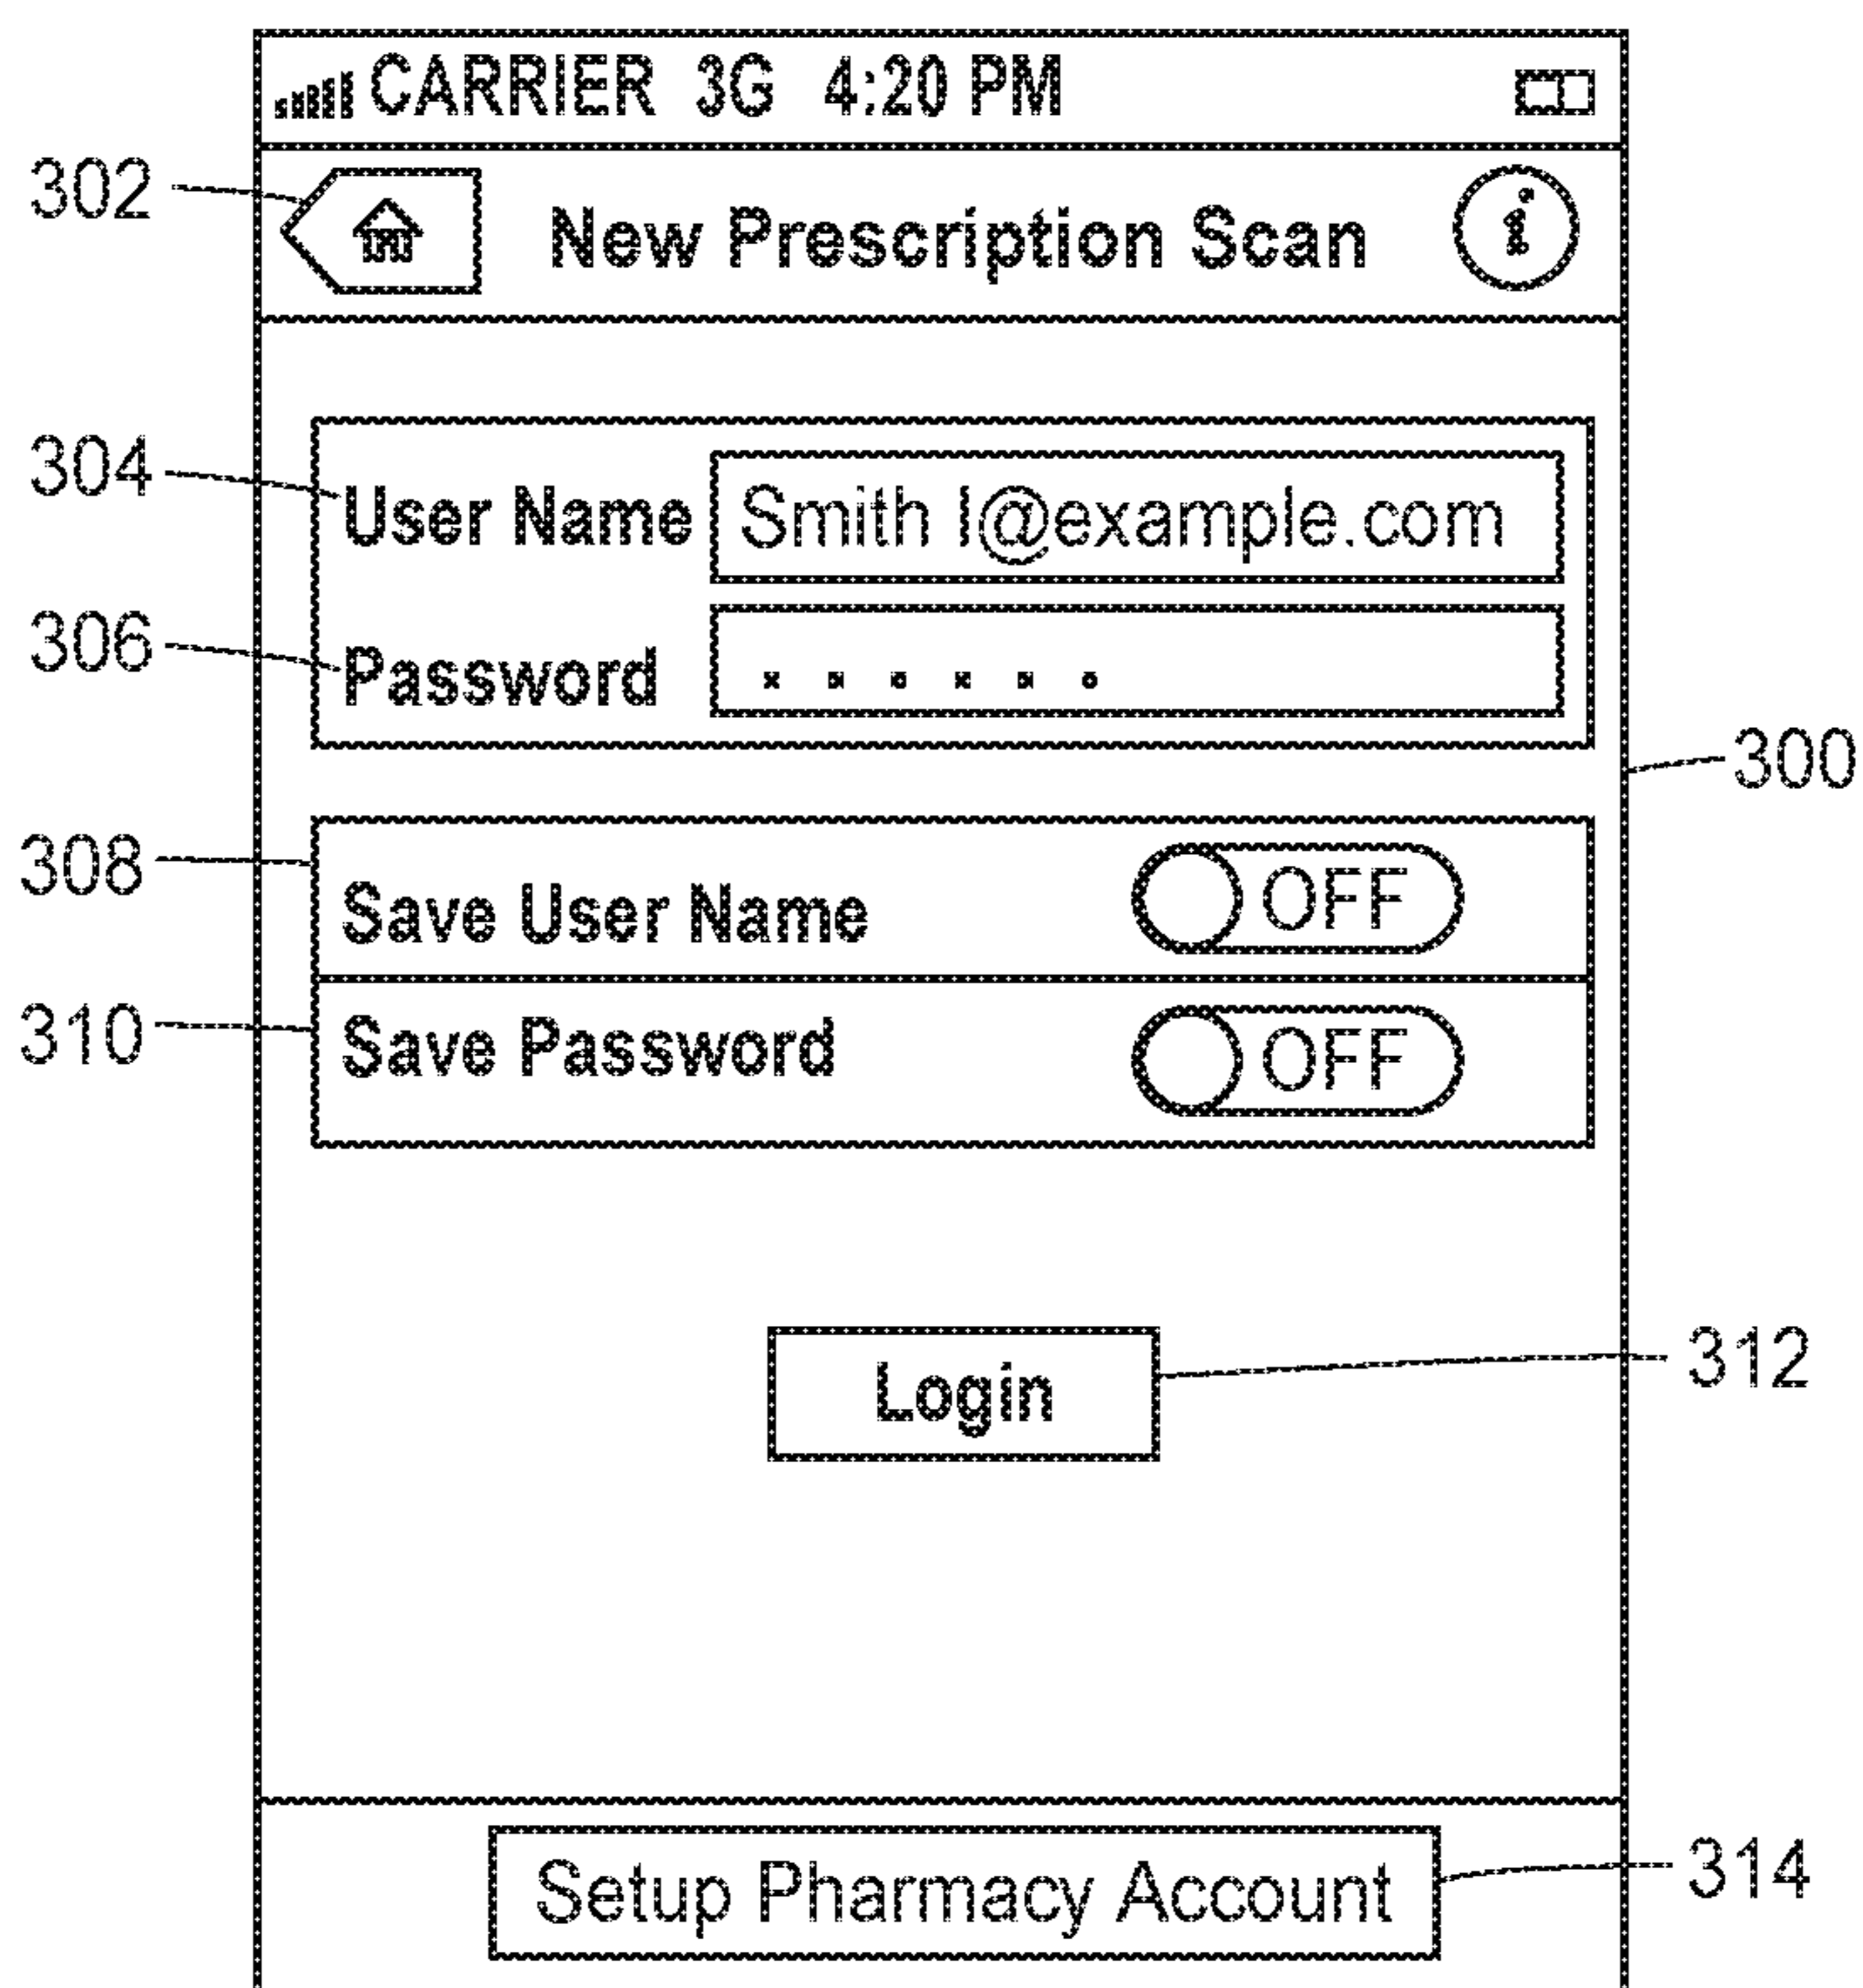 CARRIER 3G 4:20 PM
302
New Prescription Scan
i
304
User Name Smith I@example.com
306
Password
300
308
Save User Name OFF
310
Save Password OFF
Login
312
Setup Pharmacy Account
314